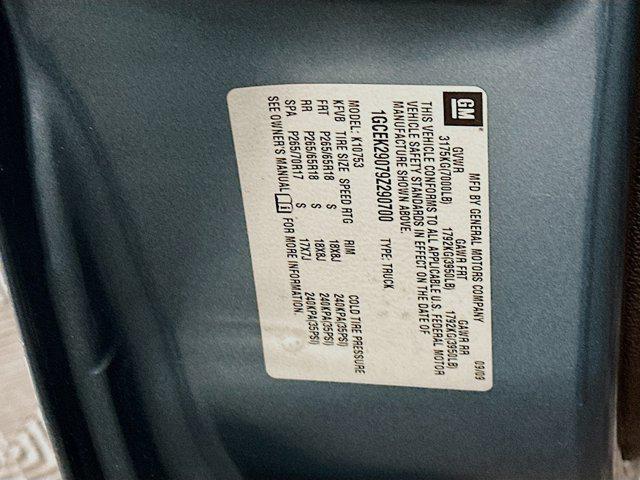 GM
MFD BY GENERAL MOTORS COMPANY 09/09
GVWR GAWR FRT GAWR RR
3175KG(7000LB) 1792KG(3950LB) 1792KG(3950LB)
THIS VEHICLE CONFORMS TO ALL APPLICABLE U.S. FEDERAL MOTOR
VEHICLE SAFETY STANDARDS IN EFFECT ON THE DATE OF
MANUFACTURE SHOWN ABOVE.
1GCEK29079Z290700 TYPE: TRUCK
MODEL: K10753
KFVB TIRE SIZE SPEED RTG RIM COLD TIRE PRESSURE
FRT P265/65R18 S 18X8J 240KPA(35PSI)
RR P265/65R18 S 18X8J 240KPA(35PSI)
SPA P265/70R17 S 17X7J 240KPA(35PSI)
SEE OWNER'S MANUAL FOR MORE INFORMATION.